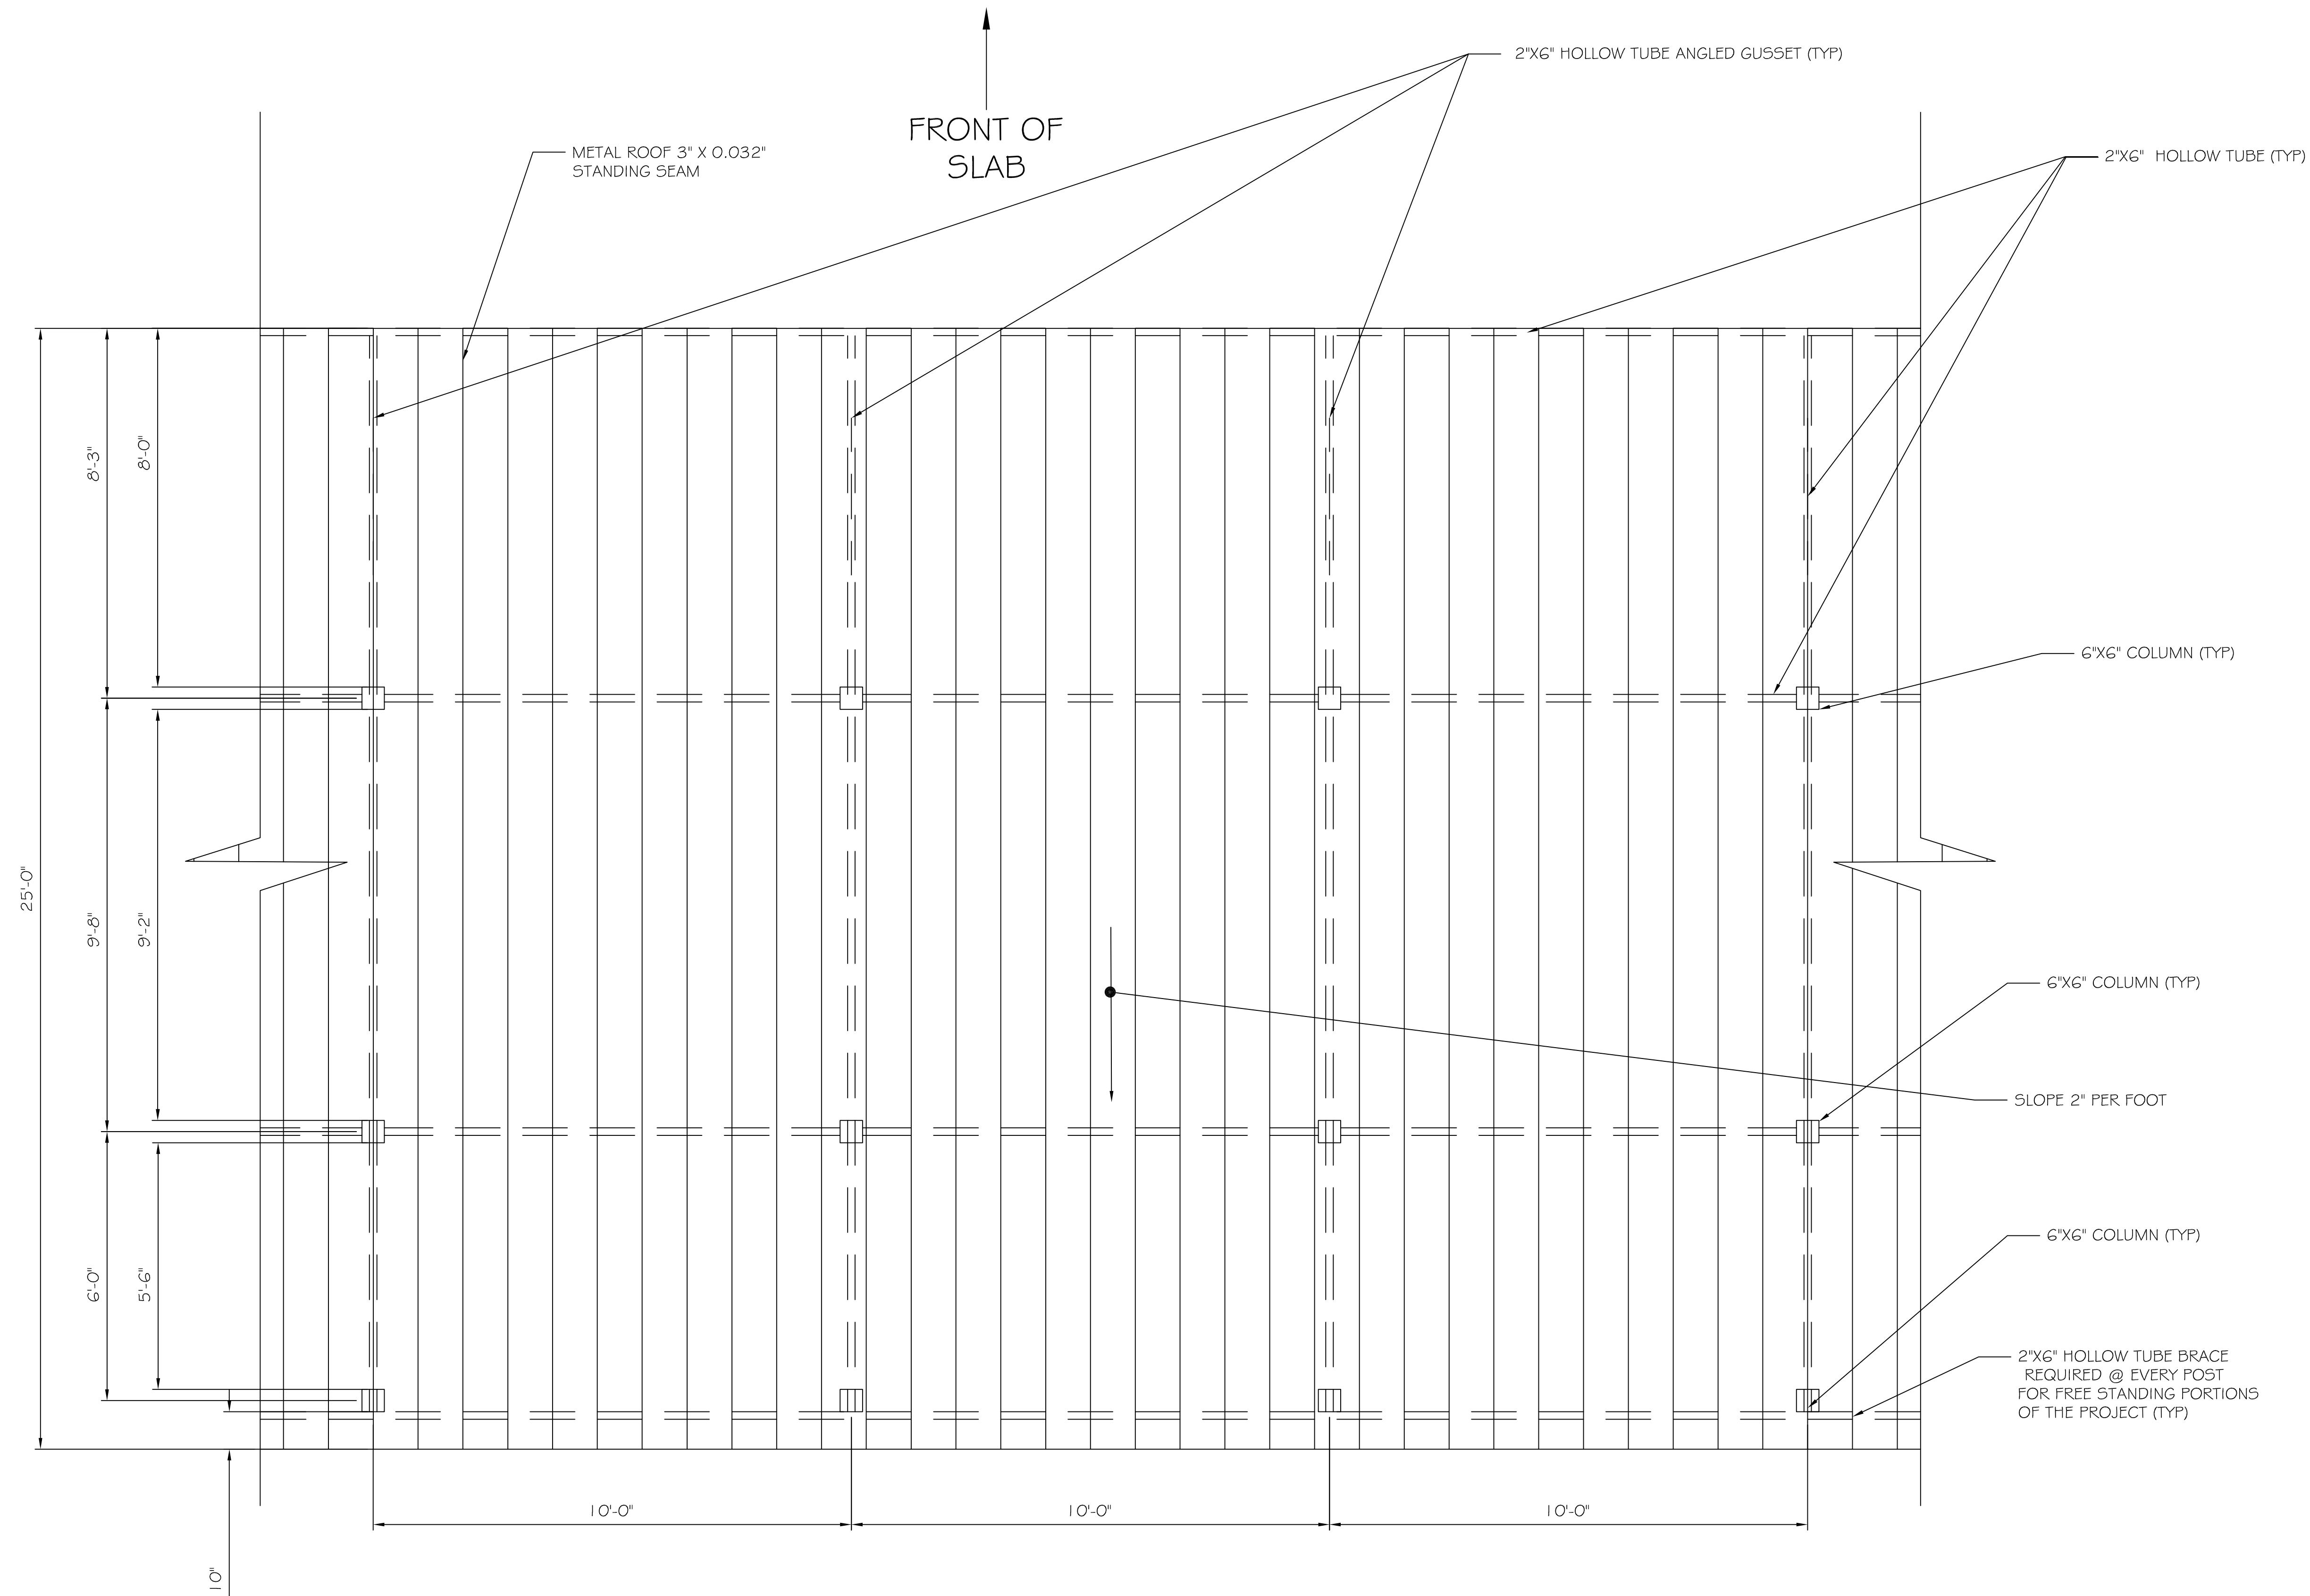 2"X6" HOLLOW TUBE ANGLED GUSSET (TYP)
FRONT OF
SLAB
METAL ROOF 3" X 0.032"
STANDING SEAM
2"X6" HOLLOW TUBE (TYP)
8'-3"
8'-0"
6"X6" COLUMN (TYP)
25'-0"
9'-8"
9'-2"
6"X6" COLUMN (TYP)
SLOPE 2" PER FOOT
6'-0"
5'-6"
6"X6" COLUMN (TYP)
2"X6" HOLLOW TUBE BRACE
REQUIRED @ EVERY POST
FOR FREE STANDING PORTIONS
OF THE PROJECT (TYP)
10'-0"
10'-0"
10'-0"
10"